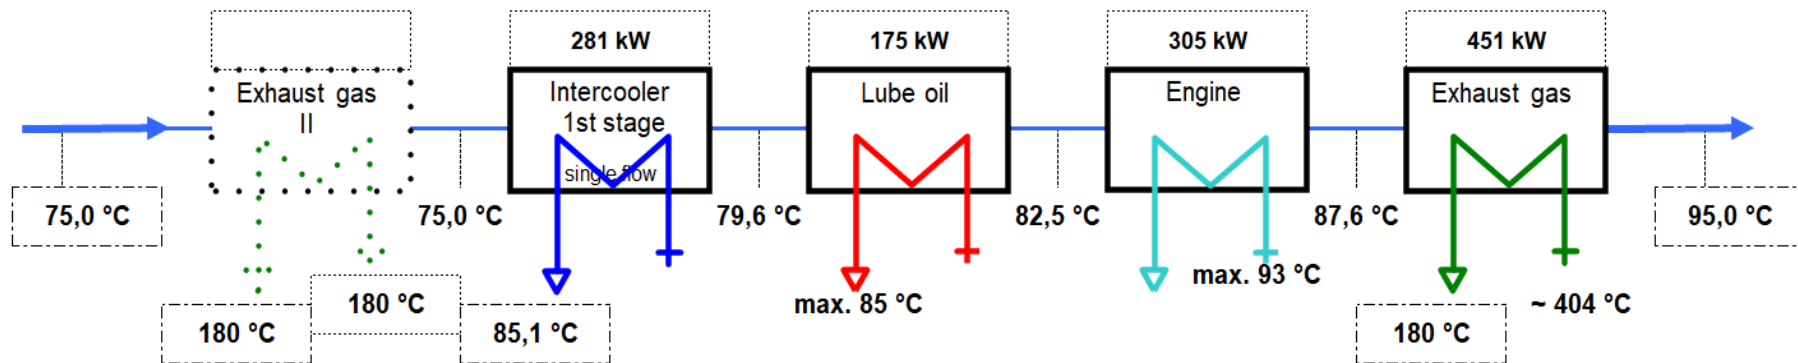 281 kW
175 kW
305 kW
451 kW
Exhaust gas
II
Intercooler
1st stage
single flow
Lube oil
Engine
Exhaust gas
75,0 °C
75,0 °C
79,6 °C
82,5 °C
87,6 °C
95,0 °C
180 °C
180 °C
85,1 °C
max. 85 °C
max. 93 °C
180 °C
~ 404 °C